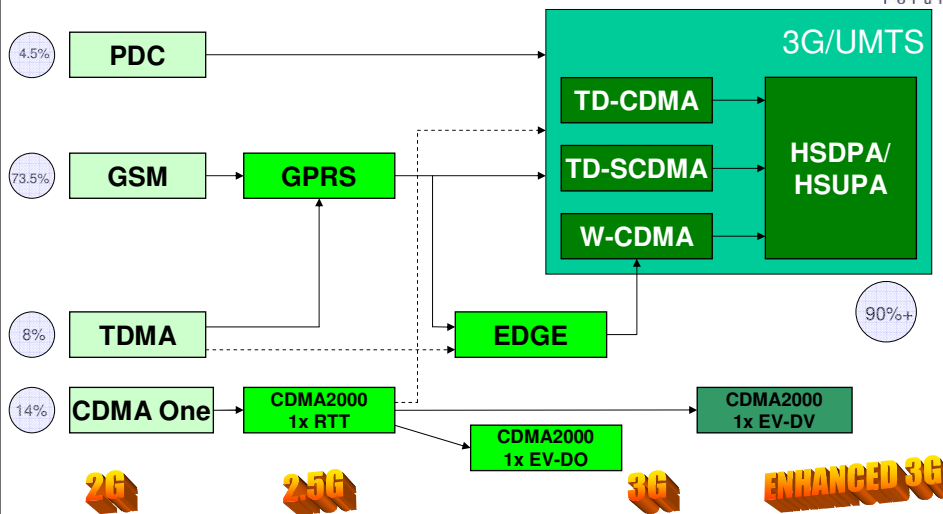 3G/UMTS
4.5%
PDC
TD-CDMA
HSDPA/
HSUPA
73.5%
GSM
GPRS
TD-SCDMA
W-CDMA
90%+
8%
TDMA
EDGE
14%
CDMA One
CDMA2000
1x RTT
CDMA2000
1x EV-DV
CDMA2000
1x EV-DO
2G
2.5G
3G
ENHANCED 3G